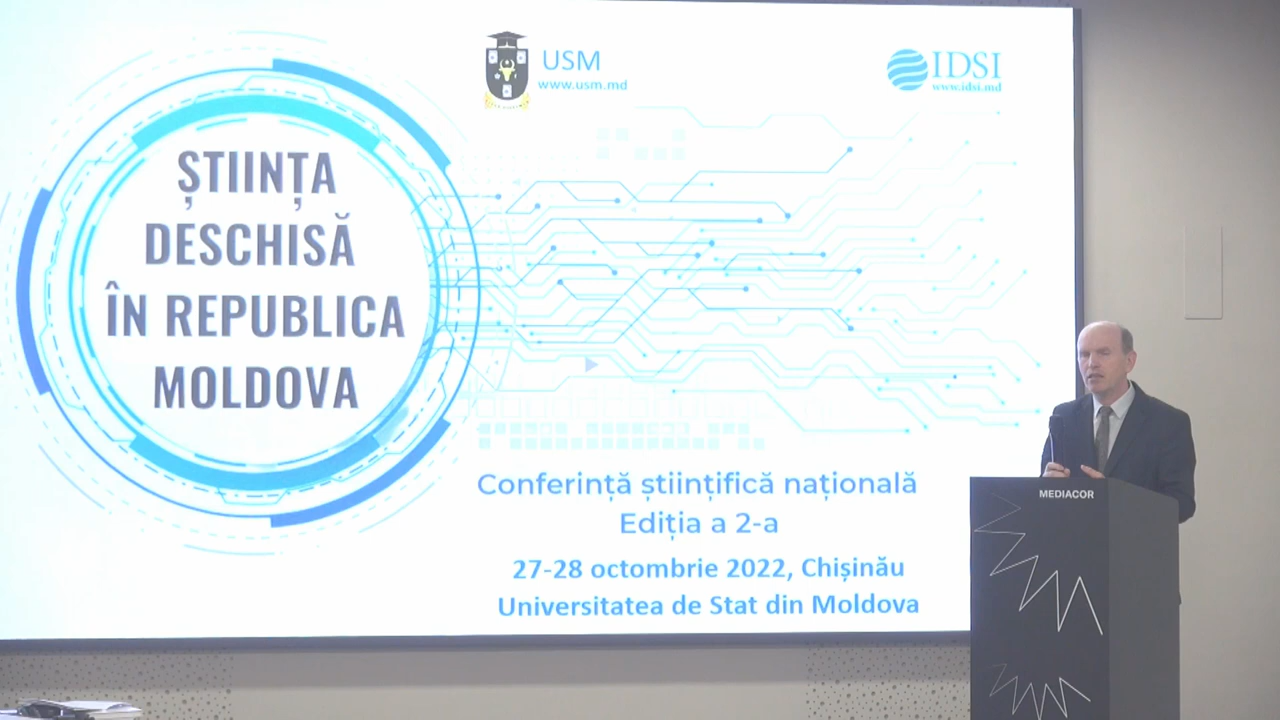 ȘTIINȚA
DESCHISĂ
ÎN REPUBLICA
MOLDOVA
USM
www.usm.md
IDSI
www.idsi.md
Conferință științifică națională
Ediția a 2-a
27-28 octombrie 2022, Chișinău
Universitatea de Stat din Moldova
MEDIACOR